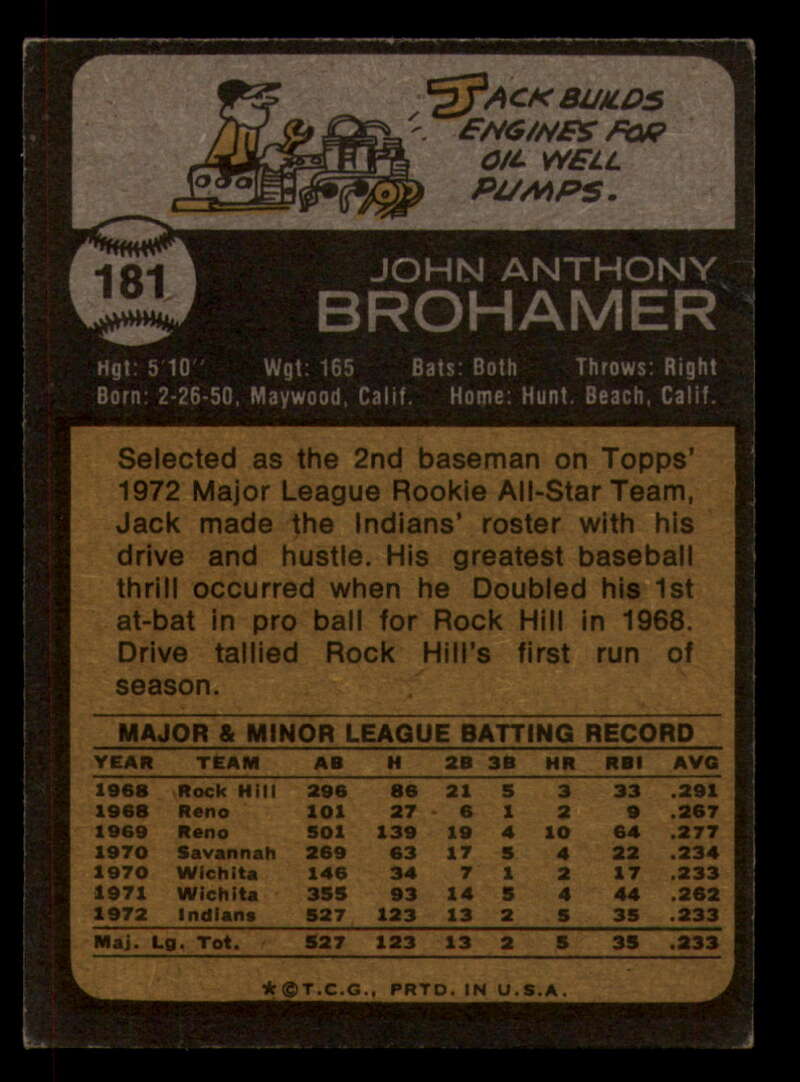 JACK BUILDS
ENGINES FOR
OIL WELL
PUMPS.
181
JOHN ANTHONY
BROHAMER
Hgt: 5'10" Wgt: 165 Bats: Both Throws: Right
Born: 2-26-50, Maywood, Calif. Home: Hunt. Beach, Calif.
Selected as the 2nd baseman on Topps'
1972 Major League Rookie All-Star Team,
Jack made the Indians' roster with his
drive and hustle. His greatest baseball
thrill occurred when he Doubled his 1st
at-bat in pro ball for Rock Hill in 1968.
Drive tallied Rock Hill's first run of
season.
MAJOR & MINOR LEAGUE BATTING RECORD
YEAR TEAM AB H 2B 3B HR RBI AVG
1968 Rock Hill 296 86 21 5 3 33 .291
1968 Reno 101 27 6 1 2 9 .267
1969 Reno 501 139 19 4 10 64 .277
1970 Savannah 269 63 17 5 4 22 .234
1970 Wichita 146 34 7 1 2 17 .233
1971 Wichita 355 93 14 5 4 44 .262
1972 Indians 527 123 13 2 5 35 .233
Maj. Lg. Tot. 527 123 13 2 5 35 .233
*©T.C.G., PRTD. IN U.S.A.